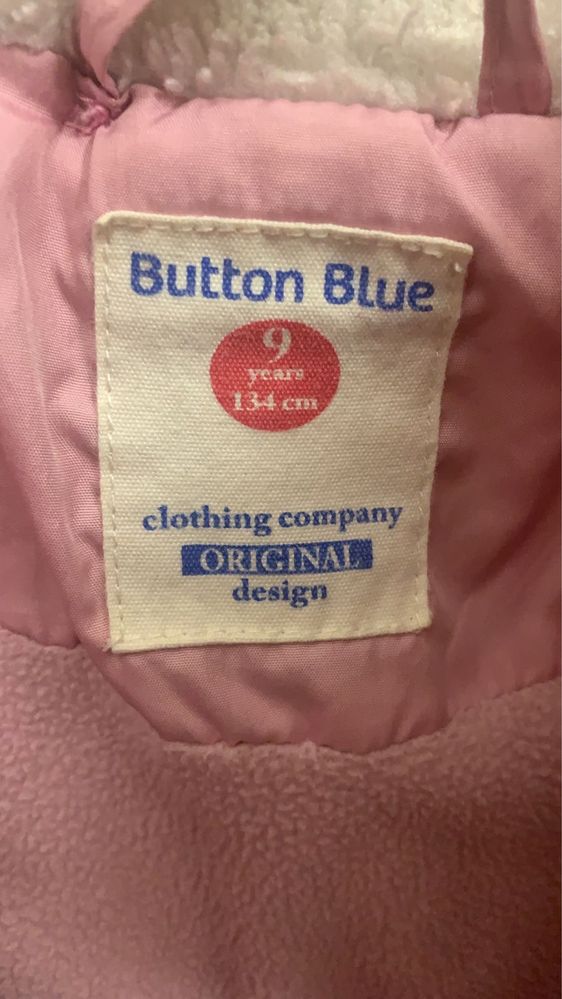 Button Blue
9
years
134 cm
clothing company
ORIGINAL
design